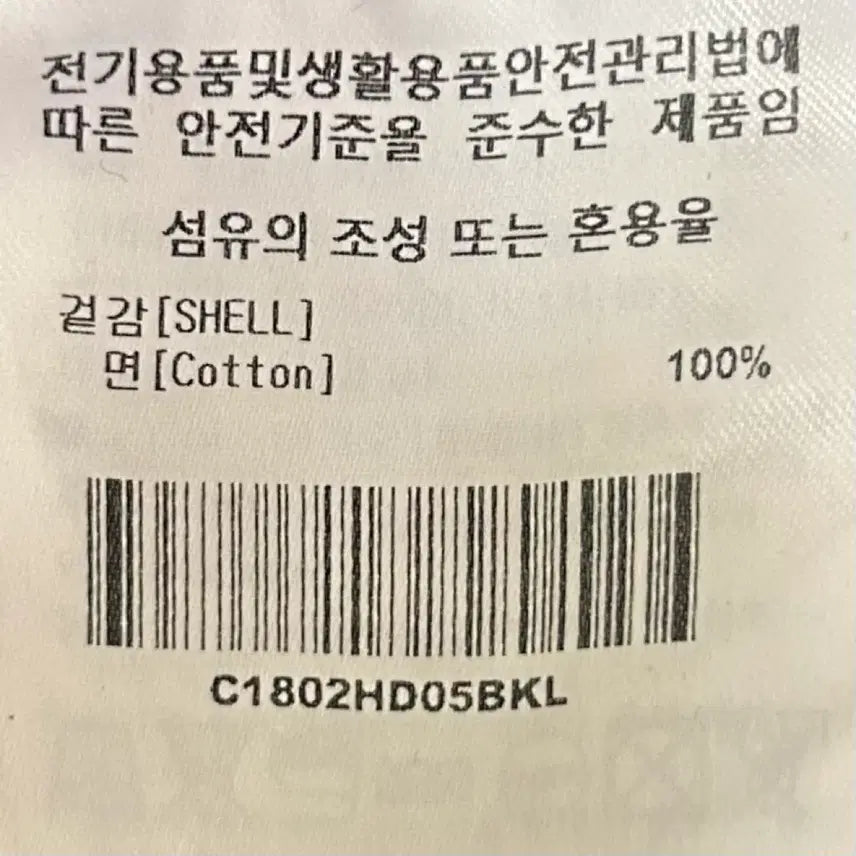 전기용품및생활용품안전관리법에
따른 안전기준을 준수한 제품임
섬유의 조성 또는 혼용율
겉감[SHELL]
면[Cotton] 100%
C1802HD05BKL